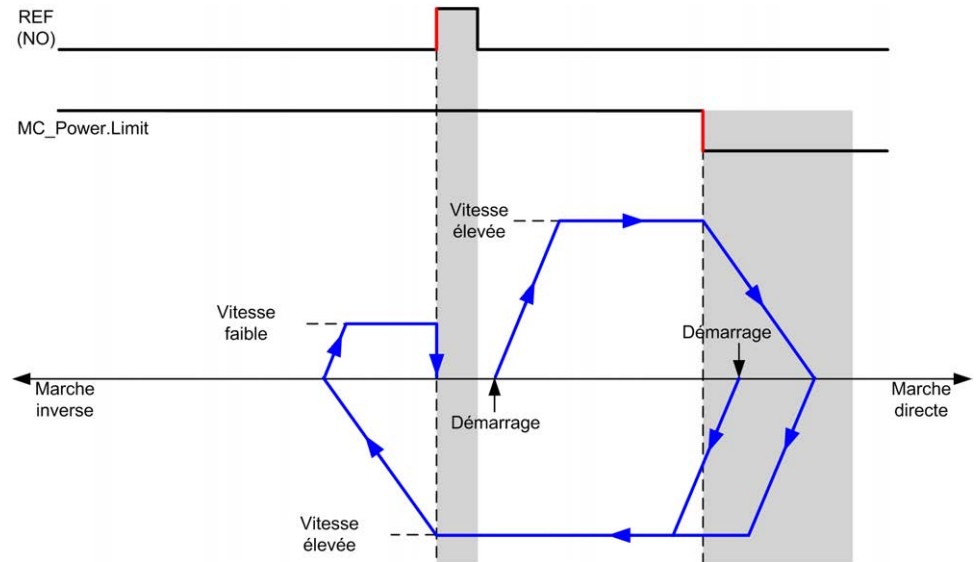 REF
(NO)
MC_Power.Limit
Vitesse
élevée
Vitesse
faible
Démarrage
Marche
inverse
Marche
directe
Démarrage
Vitesse
élevée